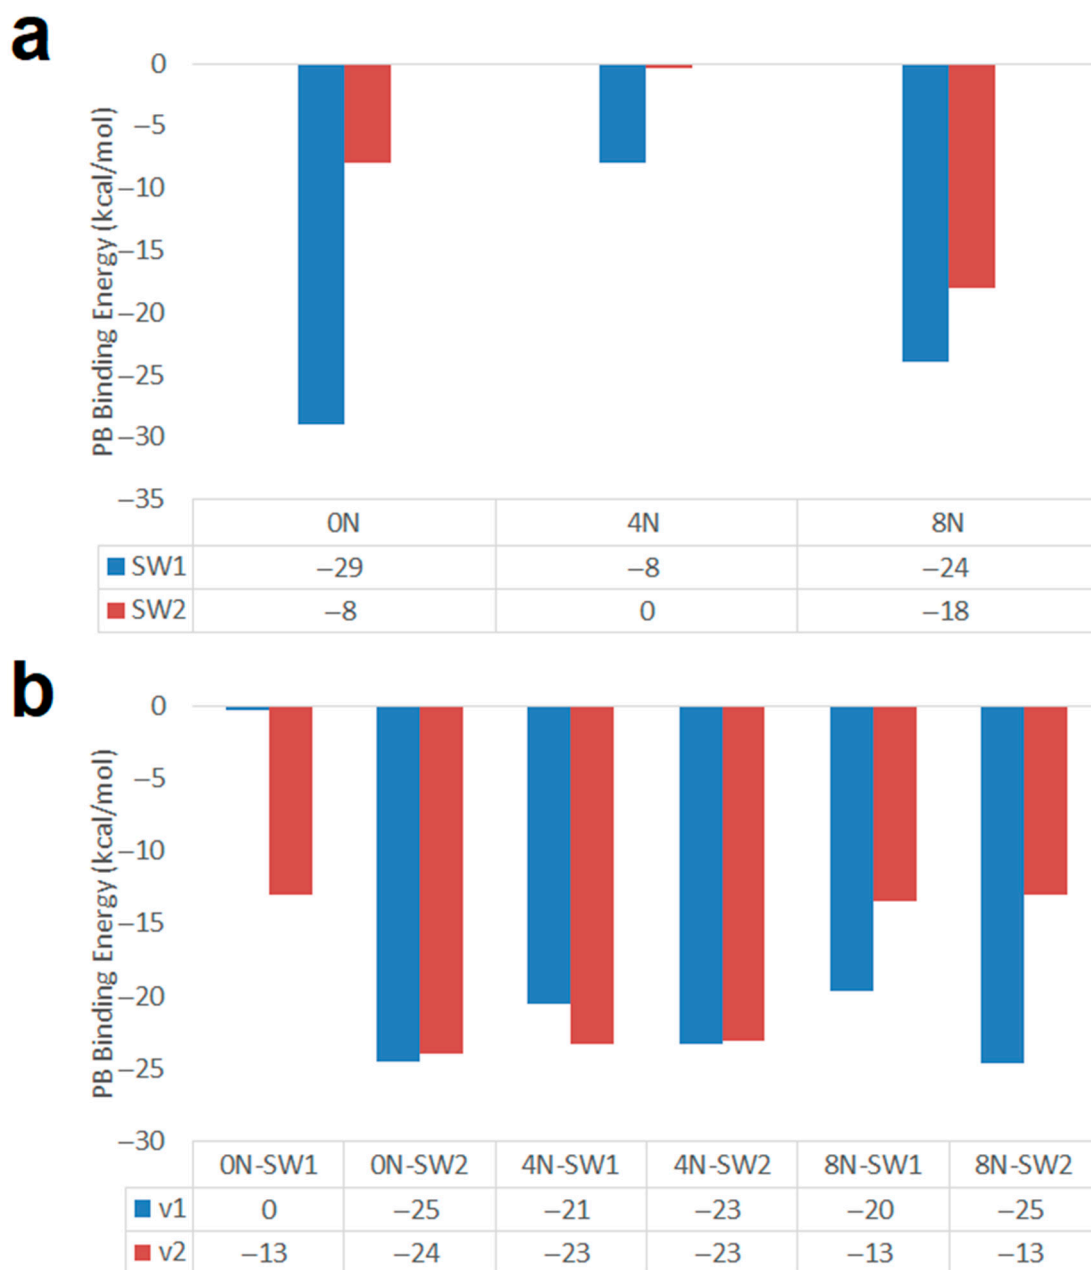 a
PB Binding Energy (kcal/mol)
0
−5
−10
−15
−20
−25
−30
−35
0N 4N 8N
SW1 −29 −8 −24
SW2 −8 0 −18
b
PB Binding Energy (kcal/mol)
0
−5
−10
−15
−20
−25
−30
0N-SW1 0N-SW2 4N-SW1 4N-SW2 8N-SW1 8N-SW2
v1 0 −25 −21 −23 −20 −25
v2 −13 −24 −23 −23 −13 −13